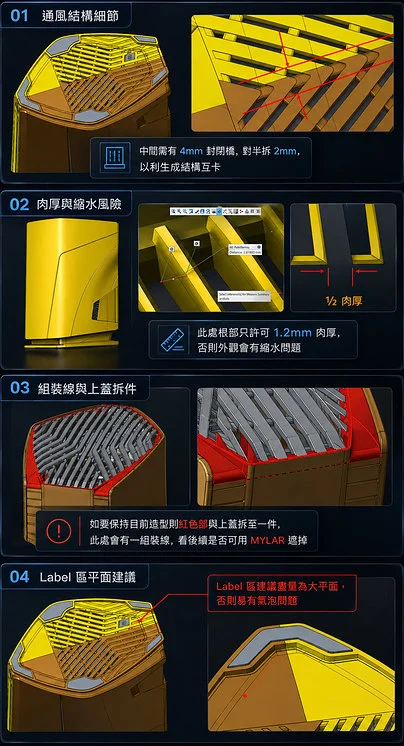 01 通風結構細節
中間需有 4mm 封閉橋, 對半拆 2mm,
以利生成結構互卡
02 肉厚與縮水風險
½ 肉厚
此處根部只許可 1.2mm 肉厚,
否則外觀會有縮水問題
03 組裝線與上蓋拆件
如要保持目前造型則紅色部與上蓋拆至一件,
此處會有一組裝線, 看後續是否可用 MYLAR 遮掉
04 Label 區平面建議
Label 區建議盡量為大平面,
否則易有氣泡問題